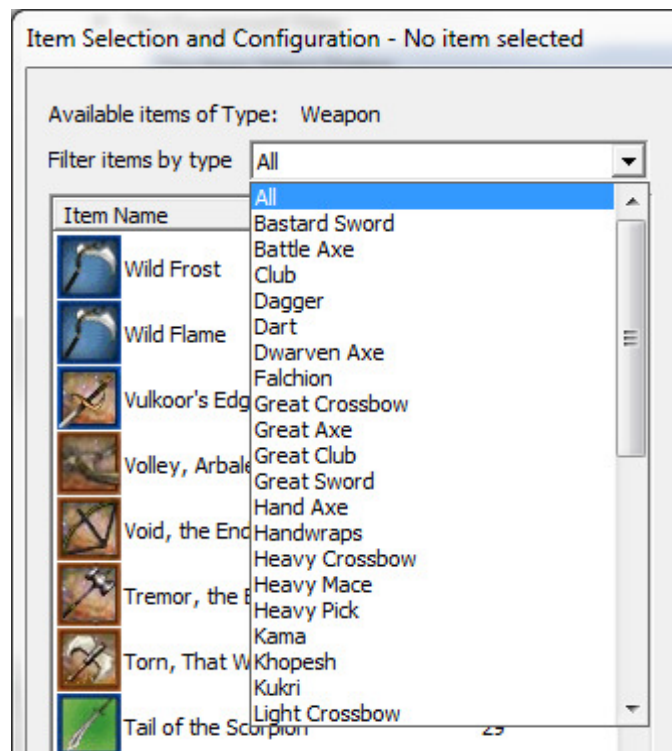 Item Selection and Configuration - No item selected
Available items of Type: Weapon
Filter items by type All
Item Name
Wild Frost
Wild Flame
Vulkoor's Edg
Volley, Arbale
Void, the End
Tremor, the
Torn, That W
Tail of the Scorpion 29
All
Bastard Sword
Battle Axe
Club
Dagger
Dart
Dwarven Axe
Falchion
Great Crossbow
Great Axe
Great Club
Great Sword
Hand Axe
Handwraps
Heavy Crossbow
Heavy Mace
Heavy Pick
Kama
Khopesh
Kukri
Light Crossbow